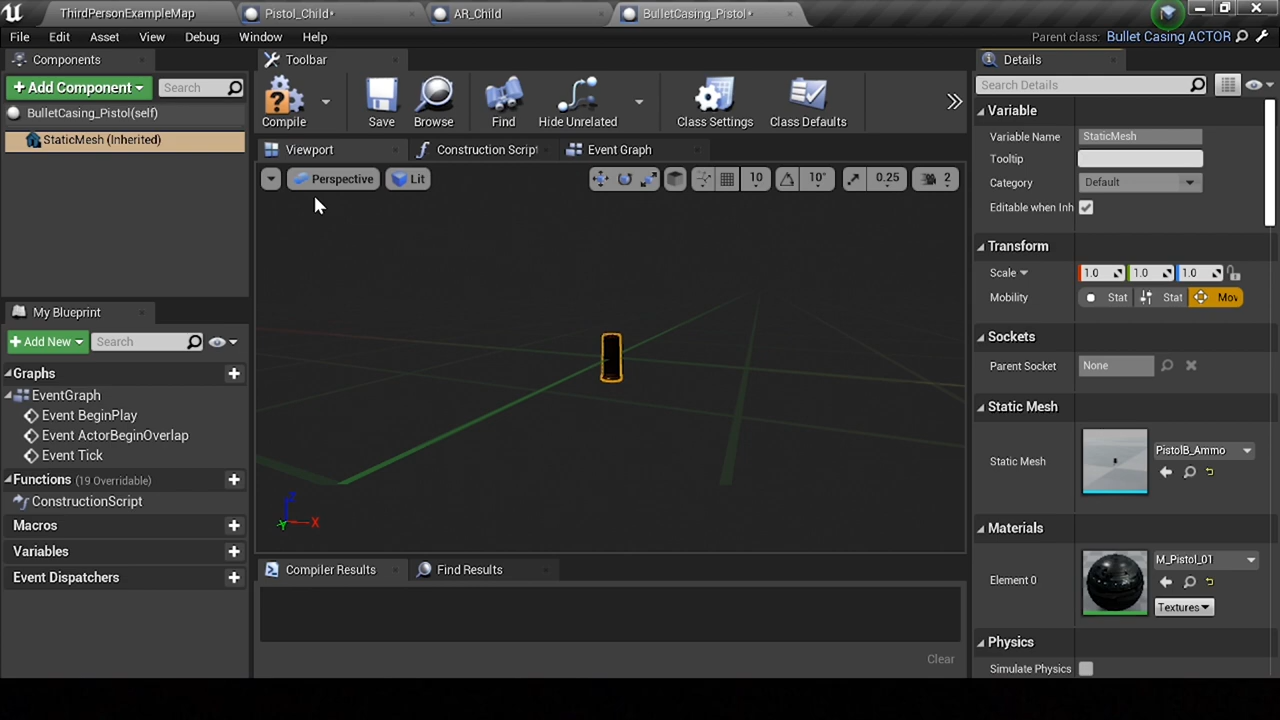 ThirdPersonExampleMap
Pistol_Child•
AR_Child
BulletCasing_Pistol•
File Edit Asset View Debug Window Help
Parent class: Bullet Casing ACTOR
Components
+ Add Component
Search
BulletCasing_Pistol(self)
StaticMesh (Inherited)
Toolbar
Compile
Save
Browse
Find
Hide Unrelated
Class Settings
Class Defaults
Viewport
Construction Scrip
Event Graph
Perspective
Lit
10
10°
0.25
2
X
My Blueprint
+ Add New
Search
Graphs
EventGraph
Event BeginPlay
Event ActorBeginOverlap
Event Tick
Functions (19 Overridable)
ConstructionScript
Macros
Variables
Event Dispatchers
Compiler Results
Find Results
Clear
Details
Search Details
Variable
Variable Name StaticMesh
Tooltip
Category Default
Editable when Inh
Transform
Scale 1.0 1.0 1.0
Mobility Stat Stat Mov
Sockets
Parent Socket None
Static Mesh
Static Mesh PistolB_Ammo
Materials
Element 0 M_Pistol_01
Textures
Physics
Simulate Physics